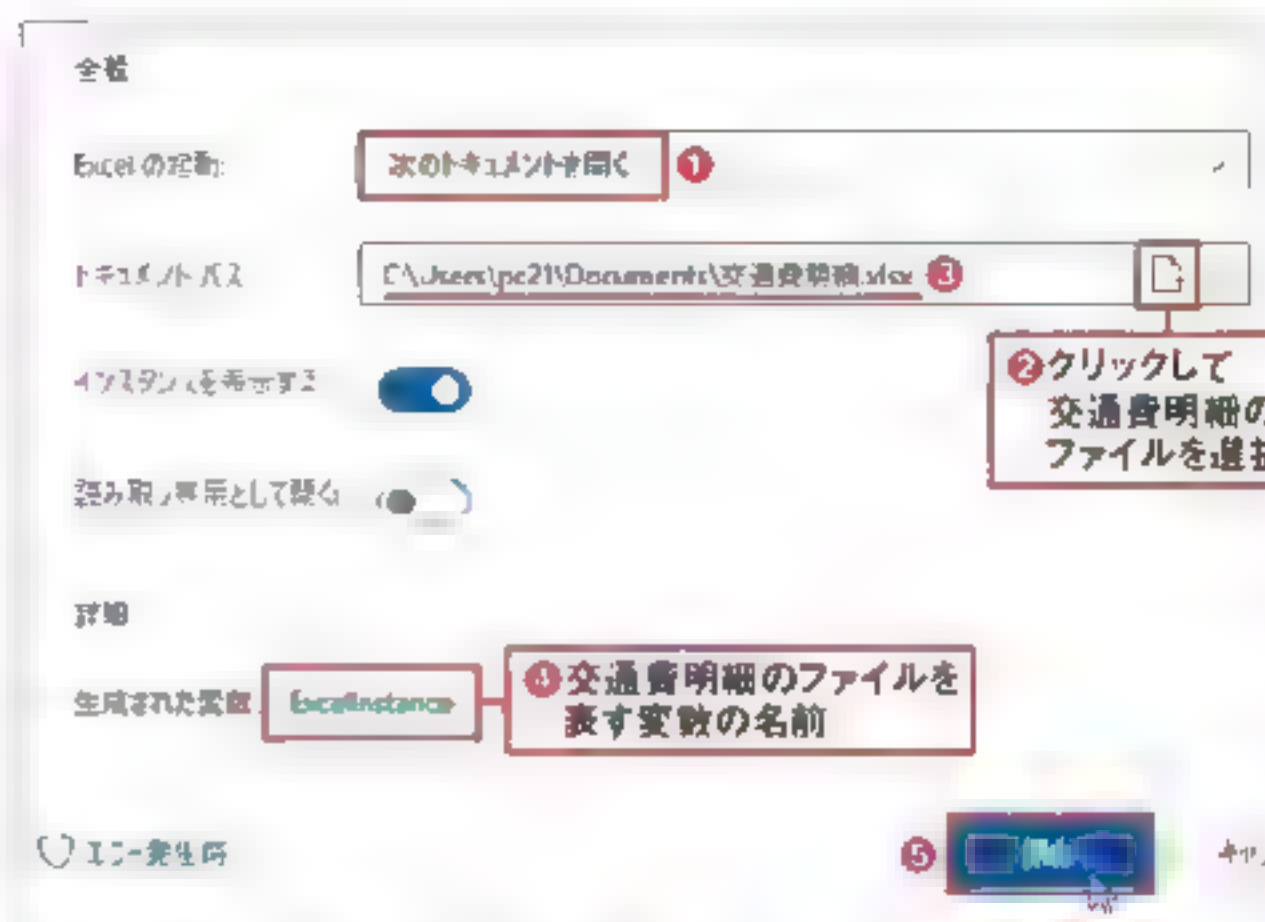 全般
Excel の起動:
次のドキュメントを開く
❶
ドキュメント パス
C:\Users\pc21\Documents\交通費明細.xlsx
❸
❷クリックして
交通費明細の
ファイルを選択
インスタンスを表示する
読み取り専用として開く
詳細
生成された変数
ExcelInstance
❹交通費明細のファイルを
表す変数の名前
エラー発生時
❺